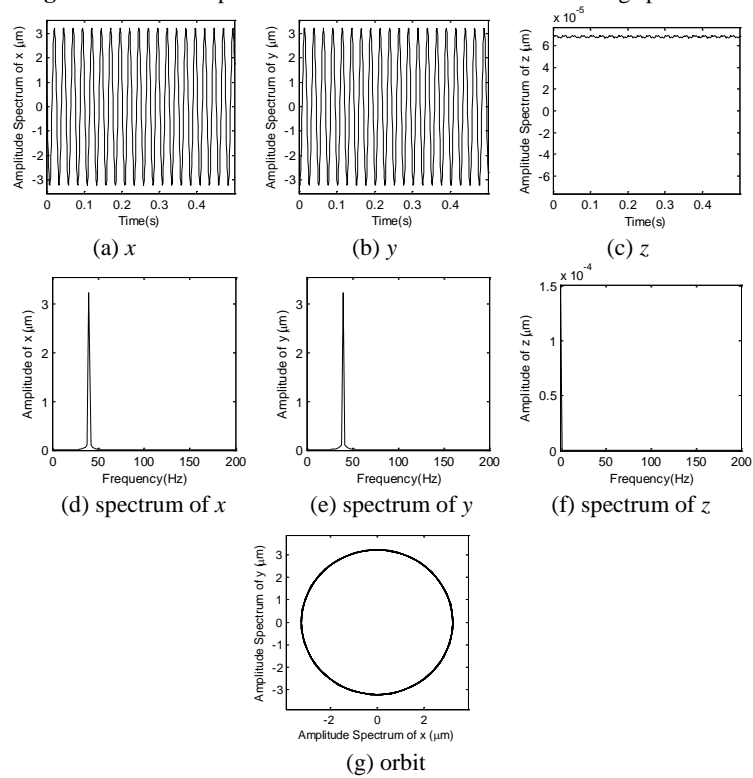 Amplitude Spectrum of x (μm)
3
2
1
0
-1
-2
-3
0 0.1 0.2 0.3 0.4
Time(s)
(a) x
Amplitude Spectrum of y (μm)
3
2
1
0
-1
-2
-3
0 0.1 0.2 0.3 0.4
Time(s)
(b) y
x 10⁻⁵
Amplitude Spectrum of z (μm)
6
4
2
0
-2
-4
-6
0 0.1 0.2 0.3 0.4
Time(s)
(c) z
Amplitude of x (μm)
3
2
1
0
0 50 100 150 200
Frequency(Hz)
(d) spectrum of x
Amplitude of y (μm)
3
2
1
0
0 50 100 150 200
Frequency(Hz)
(e) spectrum of y
x 10⁻⁴
Amplitude of z (μm)
1.5
1
0.5
0
0 50 100 150 200
Frequency(Hz)
(f) spectrum of z
Amplitude Spectrum of y (μm)
3
2
1
0
-1
-2
-3
-2 0 2
Amplitude Spectrum of x (μm)
(g) orbit